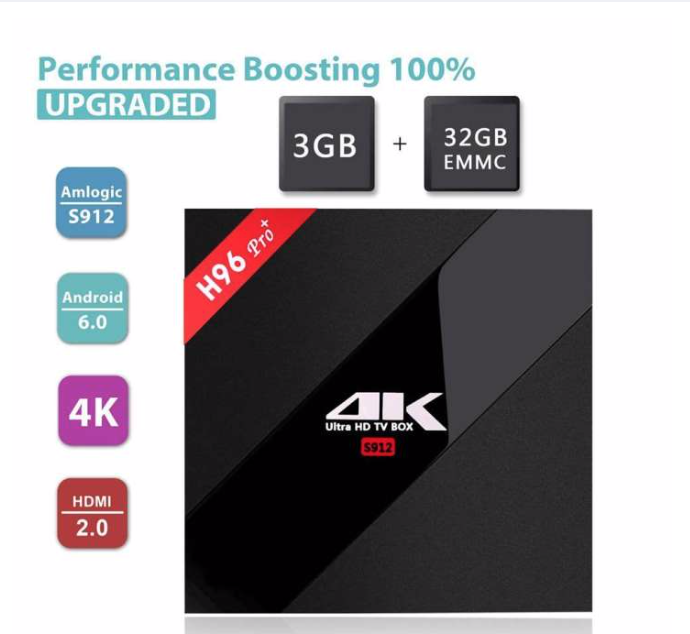 Performance Boosting 100%
UPGRADED
3GB
+
32GB
EMMC
Amlogic
S912
Android
6.0
4K
HDMI
2.0
H96 Pro+
4K
Ultra HD TV BOX
S912